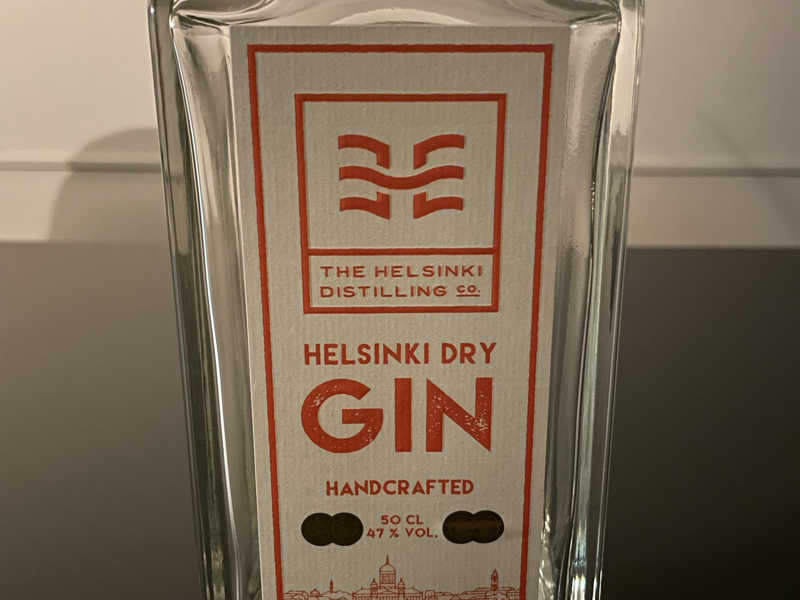 THE HELSINKI
DISTILLING CO.
HELSINKI DRY
GIN
HANDCRAFTED
50 CL
47 % VOL.